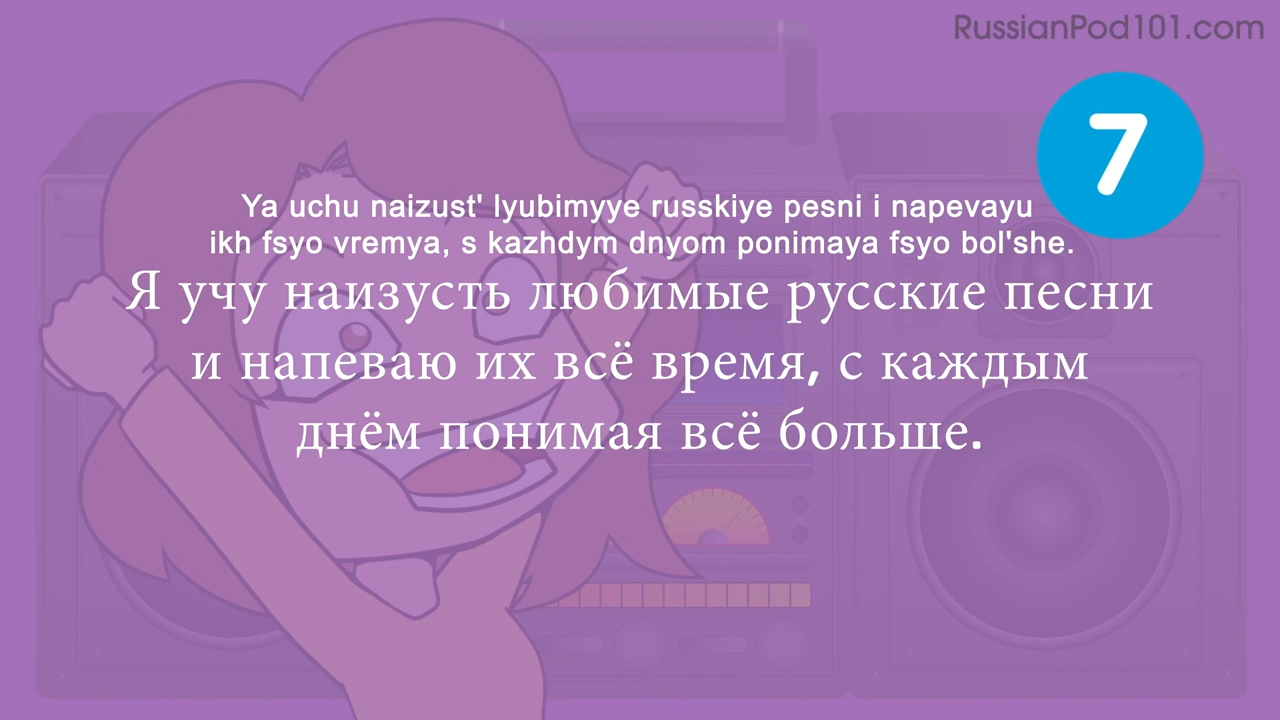 RussianPod101.com
7
Ya uchu naizust' lyubimyye russkiye pesni i napevayu
ikh fsyo vremya, s kazhdym dnyom ponimaya fsyo bol'she.
Я учу наизусть любимые русские песни
и напеваю их всё время, с каждым
днём понимая всё больше.